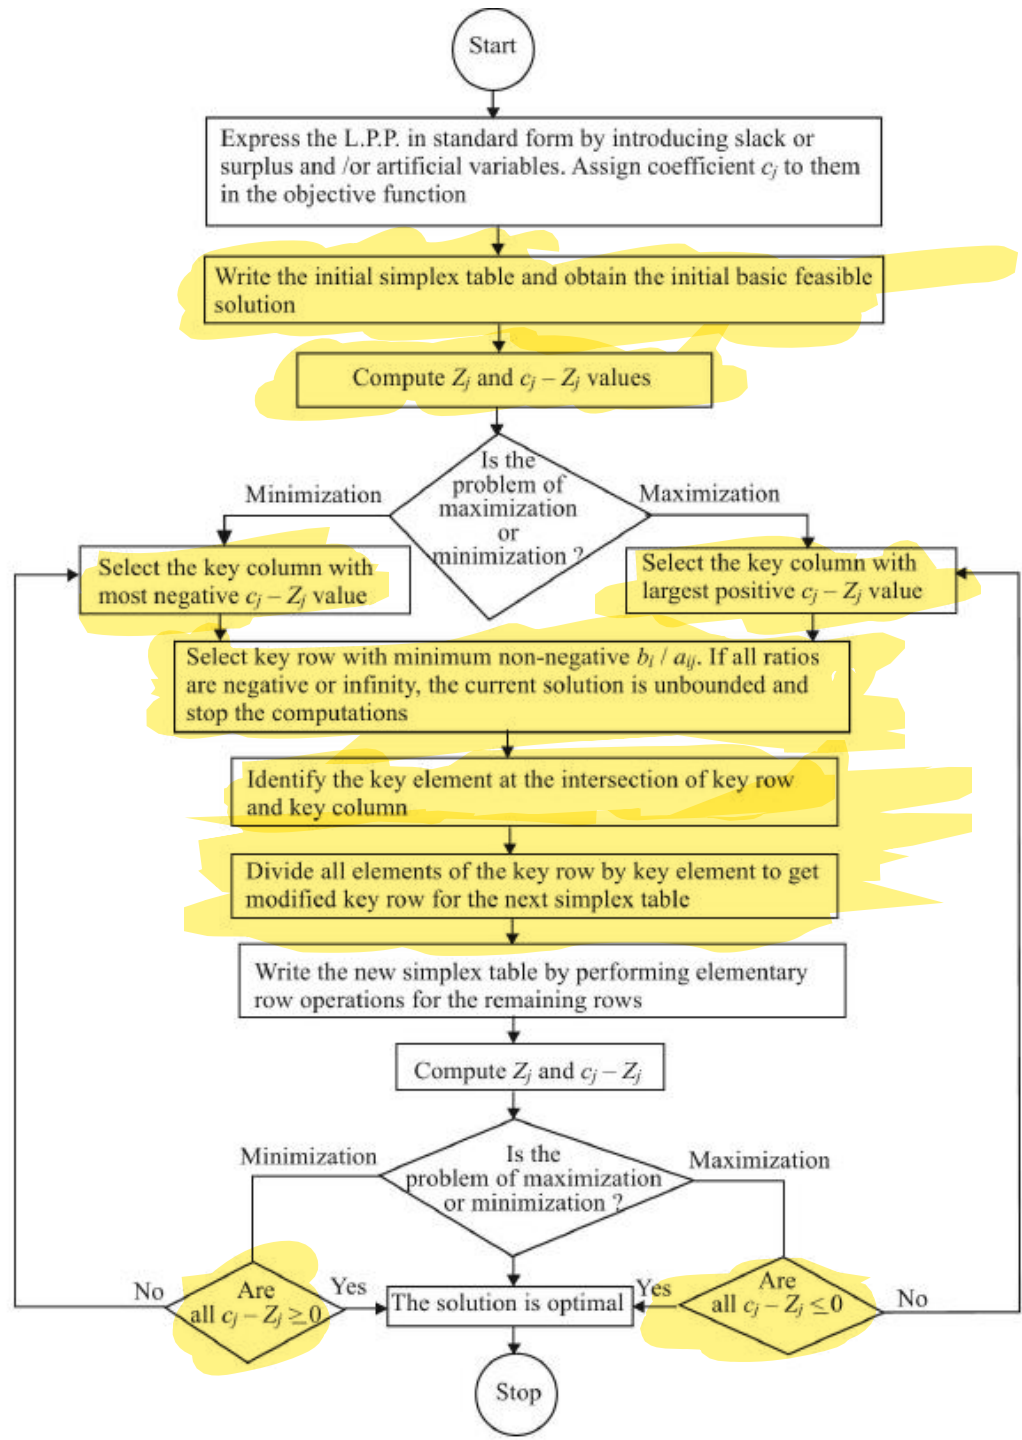 Start
Express the L.P.P. in standard form by introducing slack or
surplus and /or artificial variables. Assign coefficient cj to them
in the objective function
Write the initial simplex table and obtain the initial basic feasible
solution
Compute Zj and cj – Zj values
Is the
problem of
maximization
or
minimization ?
Minimization
Maximization
Select the key column with
most negative cj – Zj value
Select the key column with
largest positive cj – Zj value
Select key row with minimum non-negative bi / aij. If all ratios
are negative or infinity, the current solution is unbounded and
stop the computations
Identify the key element at the intersection of key row
and key column
Divide all elements of the key row by key element to get
modified key row for the next simplex table
Write the new simplex table by performing elementary
row operations for the remaining rows
Compute Zj and cj – Zj
Is the
problem of maximization
or minimization ?
Minimization
Maximization
No
Are
all cj – Zj ≥0
Yes
The solution is optimal
Yes
Are
all cj – Zj ≤0
No
Stop